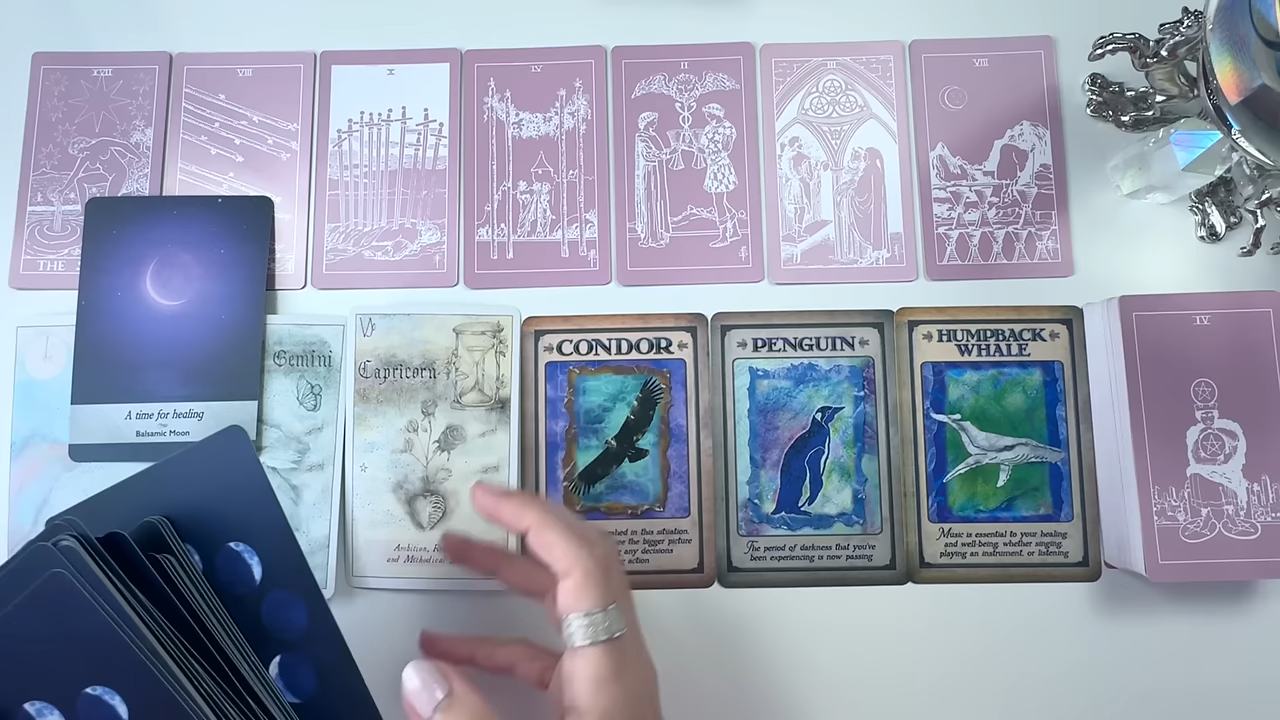 XVII
VIII
X
IV
II
III
VIII
THE
A time for healing
Balsamic Moon
Gemini
Capricorn
Ambition,
and Methodical
CONDOR
in this situation.
the bigger picture
any decisions
action
PENGUIN
The period of darkness that you've
been experiencing is now passing
HUMPBACK
WHALE
Music is essential to your healing
and well-being whether singing,
playing an instrument, or listening
IV